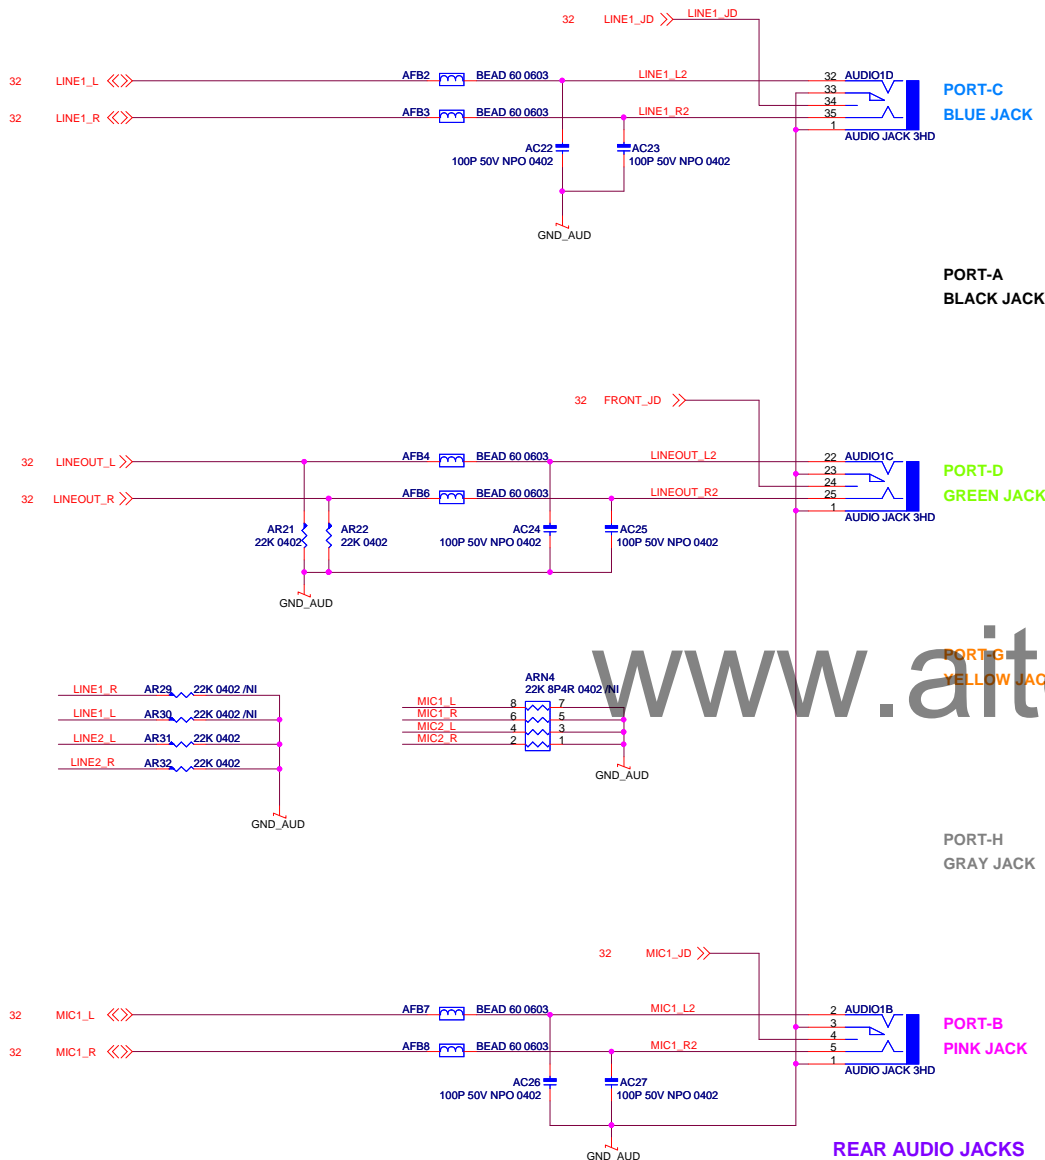 32 LINE1_JD LINE1_JD
32 LINE1_L AFB2 BEAD 60 0603 LINE1_L2 32 AUDIO1D
33
34
32 LINE1_R AFB3 BEAD 60 0603 LINE1_R2 35
1 AUDIO JACK 3HD
PORT-C
BLUE JACK
AC22
100P 50V NPO 0402
AC23
100P 50V NPO 0402
GND_AUD
PORT-A
BLACK JACK
32 FRONT_JD
32 LINEOUT_L AFB4 BEAD 60 0603 LINEOUT_L2 22 AUDIO1C
23
24
32 LINEOUT_R AFB6 BEAD 60 0603 LINEOUT_R2 25
1
AUDIO JACK 3HD
PORT-D
GREEN JACK
AR21
22K 0402
AR22
22K 0402
AC24
100P 50V NPO 0402
AC25
100P 50V NPO 0402
GND_AUD
www.ait
PORT-G
YELLOW JAC
LINE1_R AR29 22K 0402 /NI
LINE1_L AR30 22K 0402 /NI
LINE2_L AR31 22K 0402
LINE2_R AR32 22K 0402
GND_AUD
ARN4
22K 8P4R 0402 /NI
MIC1_L 8 7
MIC1_R 6 5
MIC2_L 4 3
MIC2_R 2 1
GND_AUD
PORT-H
GRAY JACK
32 MIC1_JD
32 MIC1_L AFB7 BEAD 60 0603 MIC1_L2 2 AUDIO1B
3
4
32 MIC1_R AFB8 BEAD 60 0603 MIC1_R2 5
1
AUDIO JACK 3HD
PORT-B
PINK JACK
AC26
100P 50V NPO 0402
AC27
100P 50V NPO 0402
GND_AUD
REAR AUDIO JACKS